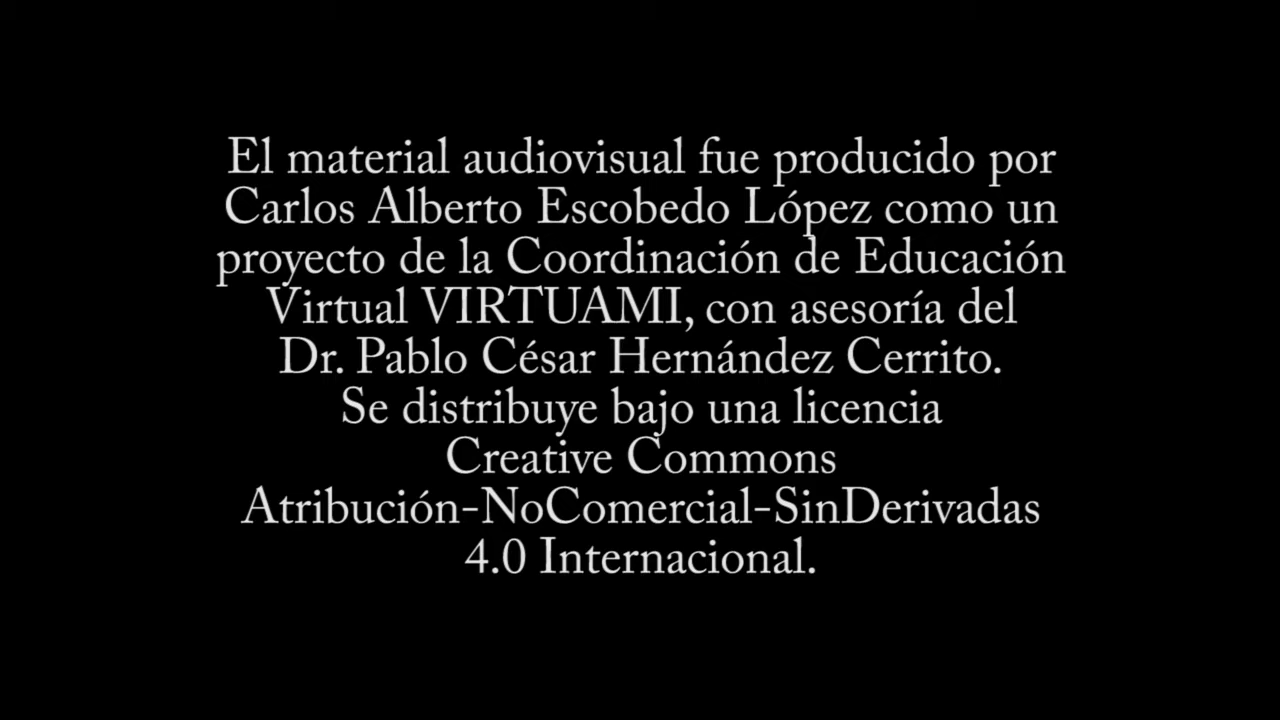 El material audiovisual fue producido por
Carlos Alberto Escobedo López como un
proyecto de la Coordinación de Educación
Virtual VIRTUAMI, con asesoría del
Dr. Pablo César Hernández Cerrito.
Se distribuye bajo una licencia
Creative Commons
Atribución-NoComercial-SinDerivadas
4.0 Internacional.